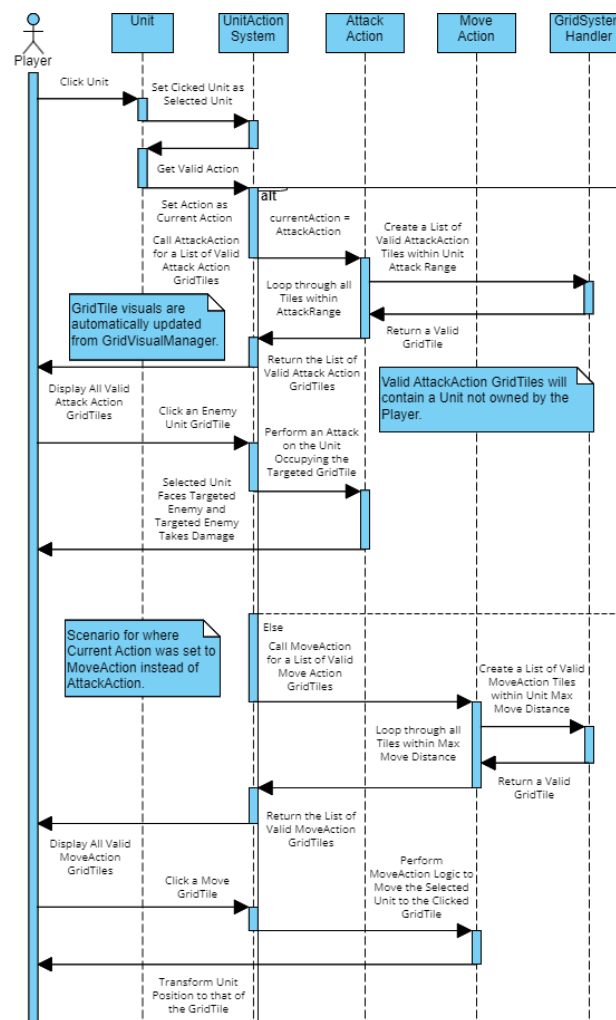 Player
Unit
UnitAction
System
Attack
Action
Move
Action
GridSystem
Handler
Click Unit
Set Cicked Unit as
Selected Unit
Get Valid Action
Set Action as
Current Action
alt
currentAction =
AttackAction
Call AttackAction
for a List of Valid
Attack Action
GridTiles
Create a List of
Valid AttackAction
Tiles within Unit
Attack Range
Loop through all
Tiles within
AttackRange
Return a Valid
GridTile
GridTile visuals are
automatically updated
from GridVisualManager.
Return the List of
Valid Attack Action
GridTiles
Display All Valid
Attack Action
GridTiles
Valid AttackAction GridTiles will
contain a Unit not owned by the
Player.
Click an Enemy
Unit GridTile
Perform an Attack
on the Unit
Occupying the
Targeted GridTile
Selected Unit
Faces Targeted
Enemy and
Targeted Enemy
Takes Damage
Scenario for where
Current Action was set to
MoveAction instead of
AttackAction.
Else
Call MoveAction
for a List of Valid
Move Action
GridTiles
Create a List of Valid
MoveAction Tiles
within Unit Max
Move Distance
Loop through all
Tiles within Max
Move Distance
Return a Valid
GridTile
Return the List of
Valid MoveAction
GridTiles
Display All Valid
MoveAction
GridTiles
Click a Move
GridTile
Perform
MoveAction Logic to
Move the Selected
Unit to the Clicked
GridTile
Transform Unit
Position to that of
the GridTile